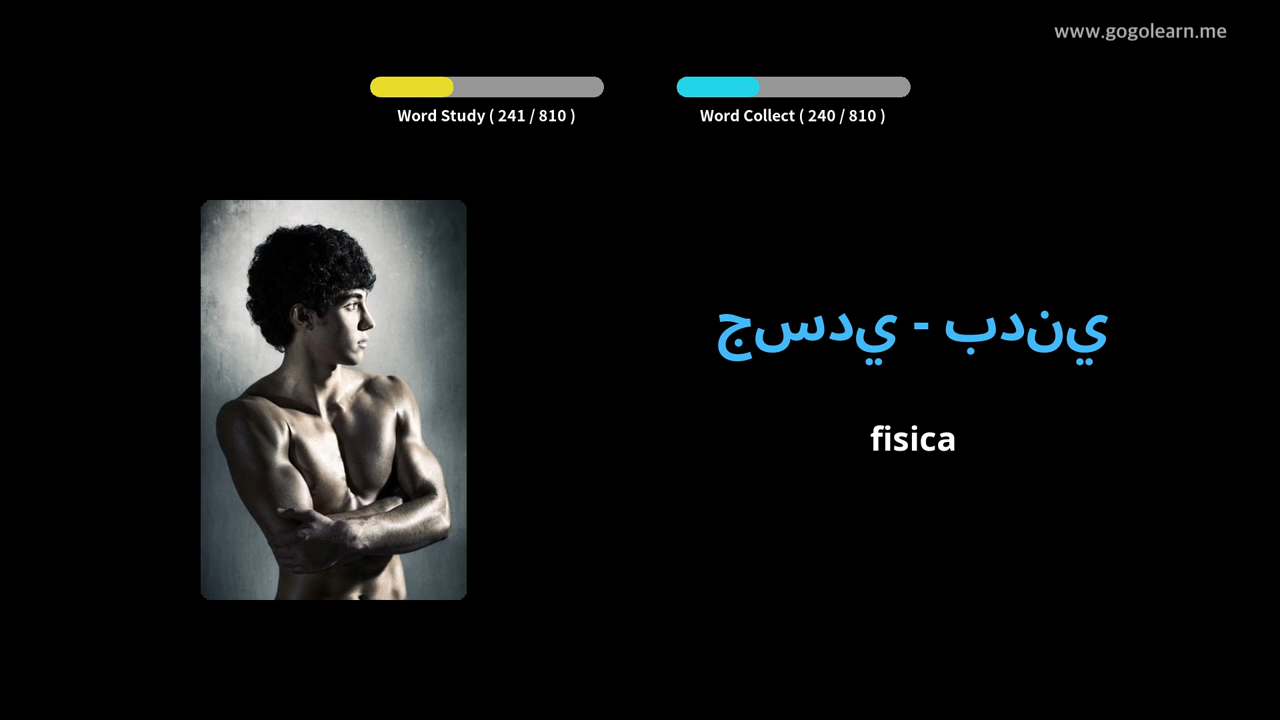 www.gogolearn.me
Word Study ( 241 / 810 )
Word Collect ( 240 / 810 )
جسدي - بدني
fisica